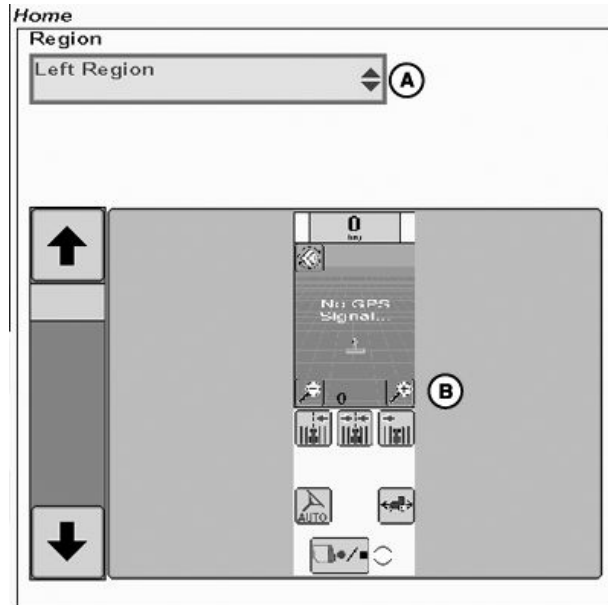 Home
Region
Left Region
A
0
No GPS
Signal...
0
B
AUTO